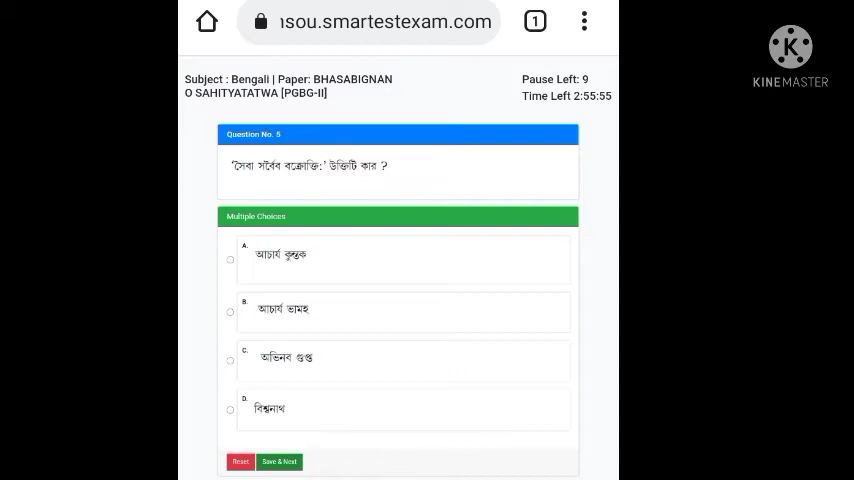 nsou.smartestexam.com
1
K
KINEMASTER
Subject : Bengali | Paper: BHASABIGNAN
O SAHITYATATWA [PGBG-II]
Pause Left: 9
Time Left 2:55:55
Question No. 5
‘সৈবা সর্বৈব বক্রোক্তি:’ উক্তিটি কার ?
Multiple Choices
A.
আচার্য কুন্তক
B.
আচার্য ভামহ
C.
অভিনব গুপ্ত
D.
বিশ্বনাথ
Reset
Save & Next